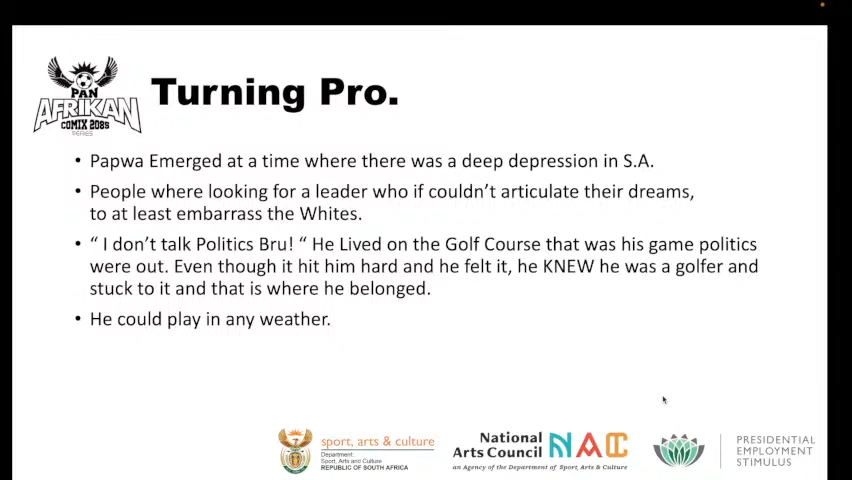 PAN
AFRIKAN
COMIX 2085
SERIES
Turning Pro.
• Papwa Emerged at a time where there was a deep depression in S.A.
• People where looking for a leader who if couldn’t articulate their dreams,
to at least embarrass the Whites.
• “ I don’t talk Politics Bru! “ He Lived on the Golf Course that was his game politics
were out. Even though it hit him hard and he felt it, he KNEW he was a golfer and
stuck to it and that is where he belonged.
• He could play in any weather.
sport, arts & culture
Department:
Sport, Arts and Culture
REPUBLIC OF SOUTH AFRICA
National
Arts Council
NAC
an Agency of the Department of Sport, Arts & Culture
PRESIDENTIAL
EMPLOYMENT
STIMULUS